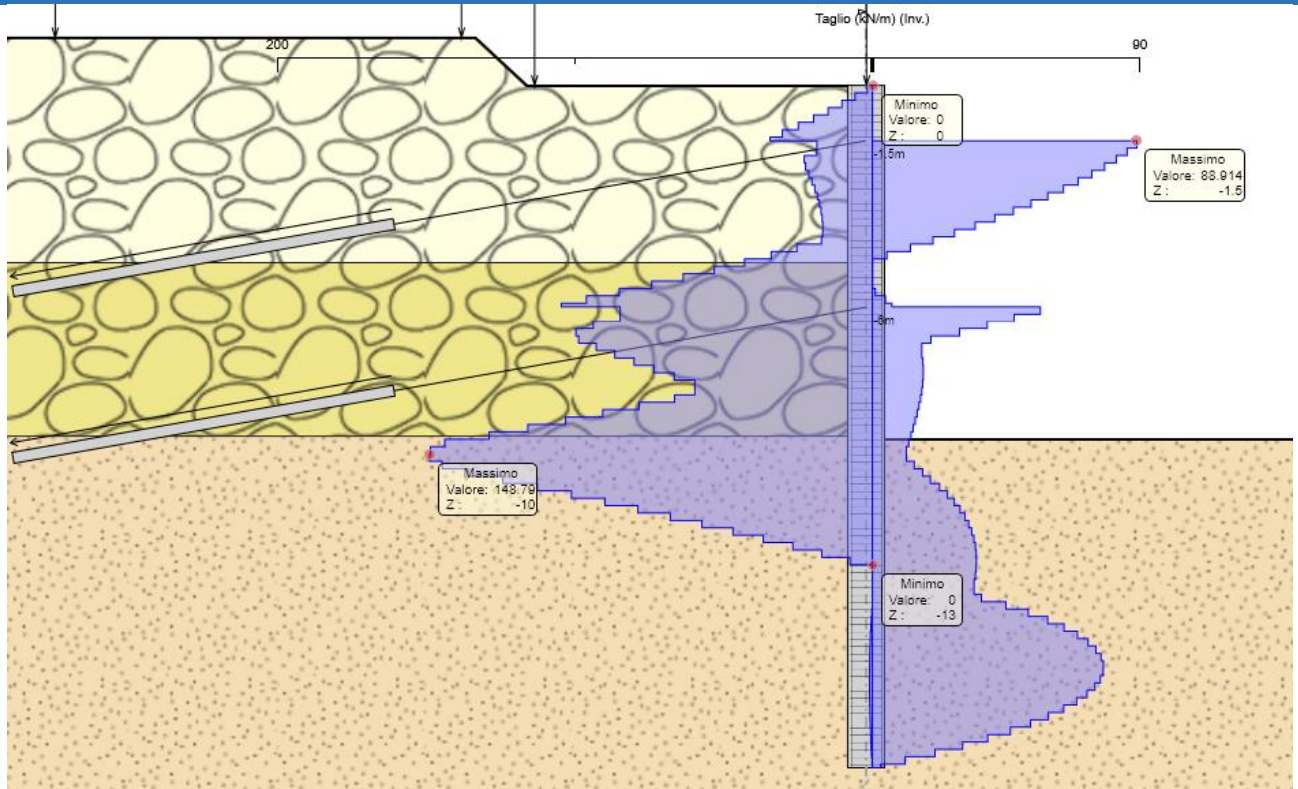 Taglio (kN/m) (Inv.)
200
90
Minimo
Valore: 0
Z : 0
-1.5m
Massimo
Valore: 88.914
Z : -1.5
-6m
Massimo
Valore: 148.79
Z : -10
Minimo
Valore: 0
Z : -13